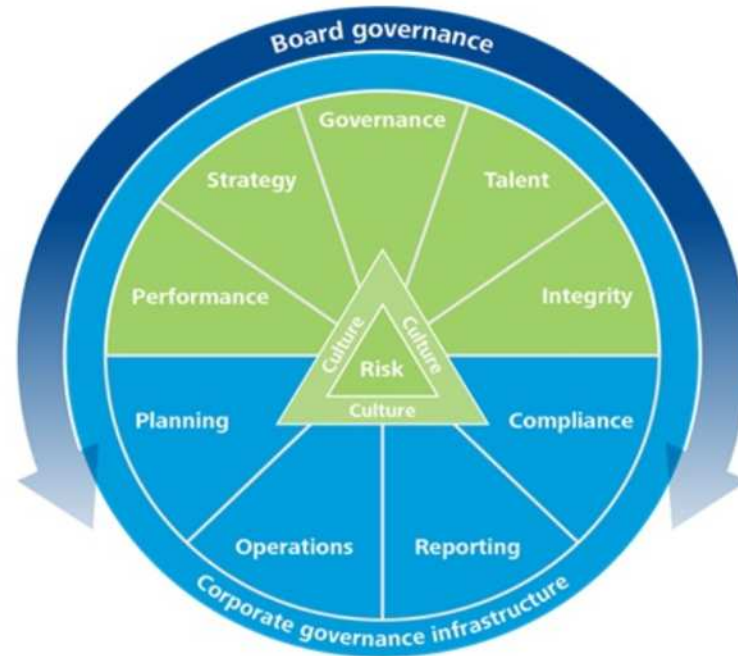 Board governance
Governance
Strategy
Talent
Performance
Integrity
Culture
Culture
Risk
Culture
Planning
Compliance
Operations
Reporting
Corporate governance infrastructure